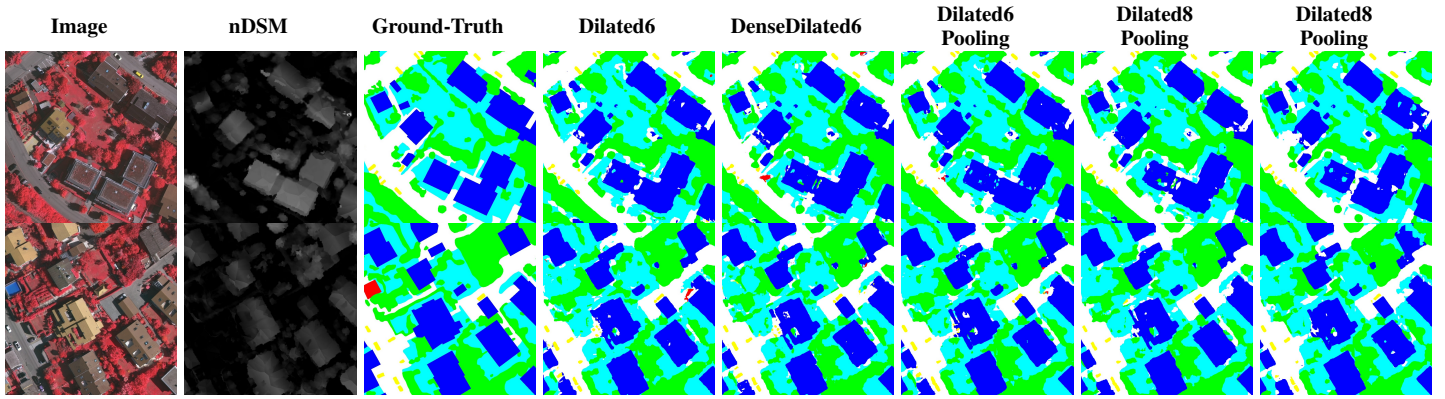 Image
nDSM
Ground-Truth
Dilated6
DenseDilated6
Dilated6
Pooling
Dilated8
Pooling
Dilated8
Pooling